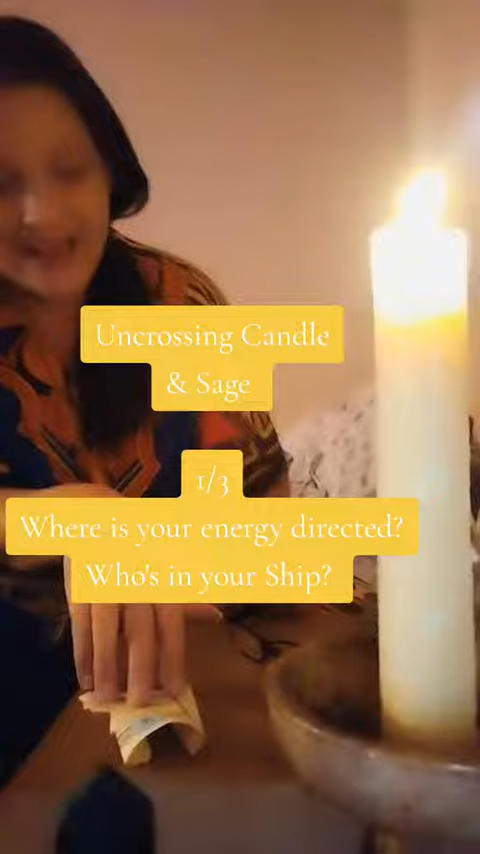 Uncrossing Candle
& Sage
1/3
Where is your energy directed?
Who's in your Ship?